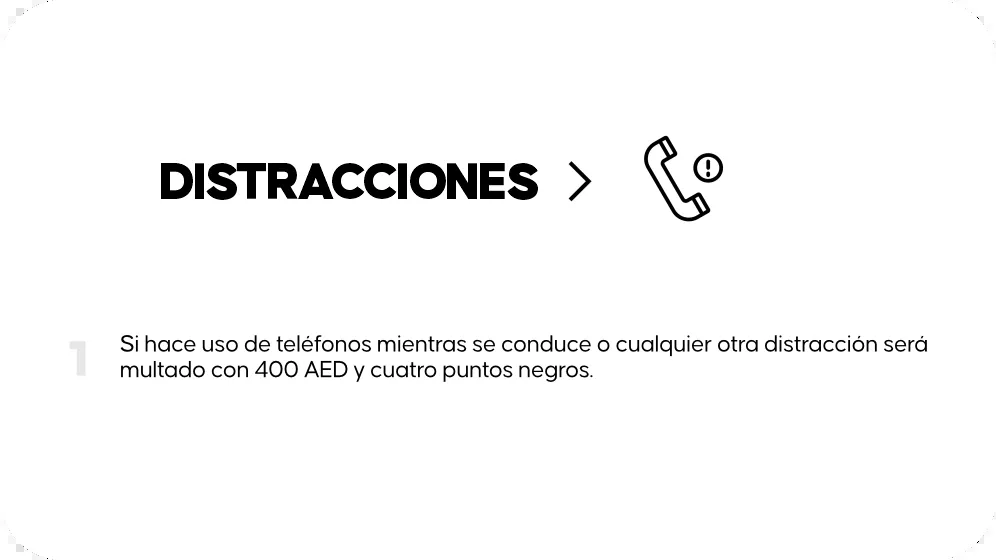 DISTRACCIONES >
1 Si hace uso de teléfonos mientras se conduce o cualquier otra distracción será
multado con 400 AED y cuatro puntos negros.